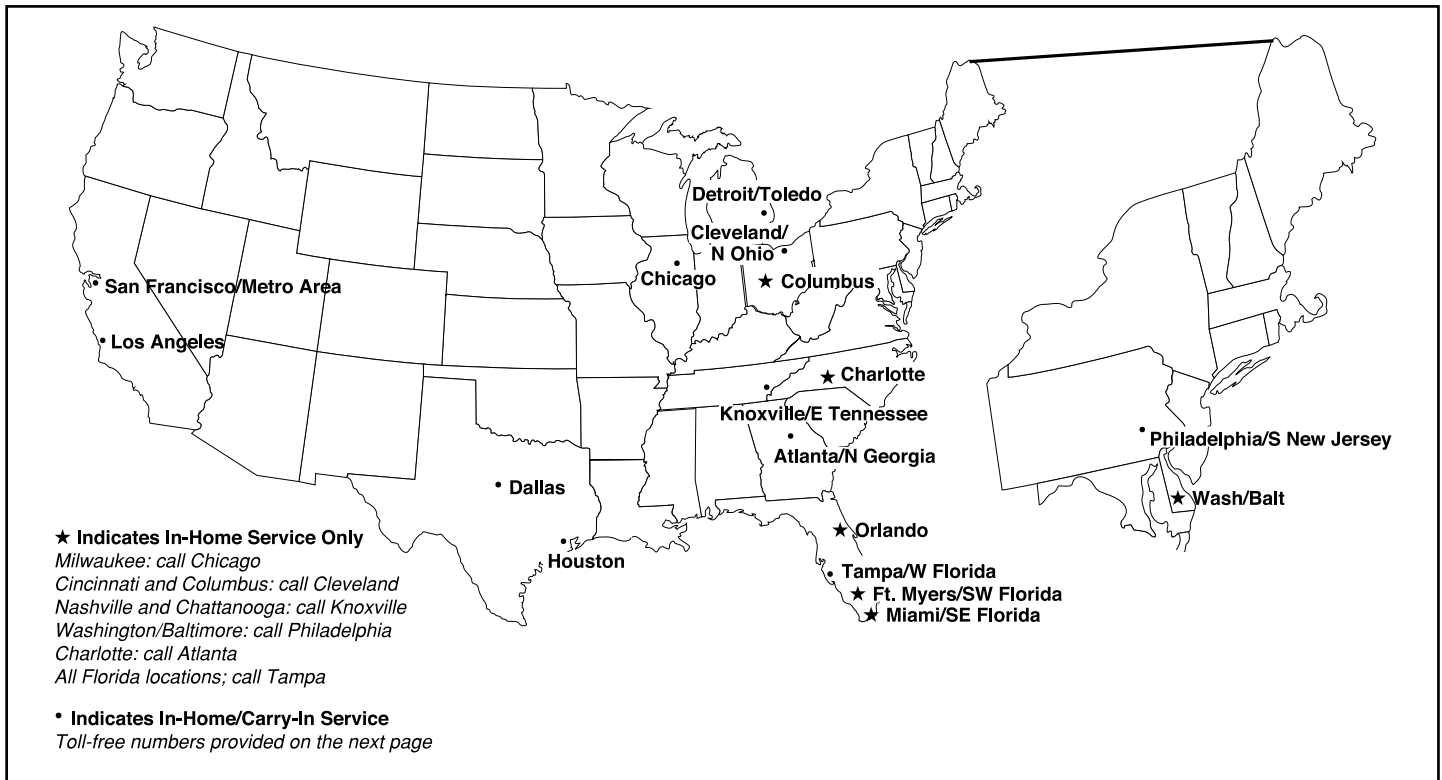 Detroit/Toledo
Cleveland/
N Ohio
Chicago
★ Columbus
San Francisco/Metro Area
Los Angeles
★ Charlotte
Knoxville/E Tennessee
Atlanta/N Georgia
Philadelphia/S New Jersey
★ Wash/Balt
Dallas
Houston
★ Orlando
Tampa/W Florida
★ Ft. Myers/SW Florida
★ Miami/SE Florida
★ Indicates In-Home Service Only
Milwaukee: call Chicago
Cincinnati and Columbus: call Cleveland
Nashville and Chattanooga: call Knoxville
Washington/Baltimore: call Philadelphia
Charlotte: call Atlanta
All Florida locations; call Tampa
• Indicates In-Home/Carry-In Service
Toll-free numbers provided on the next page